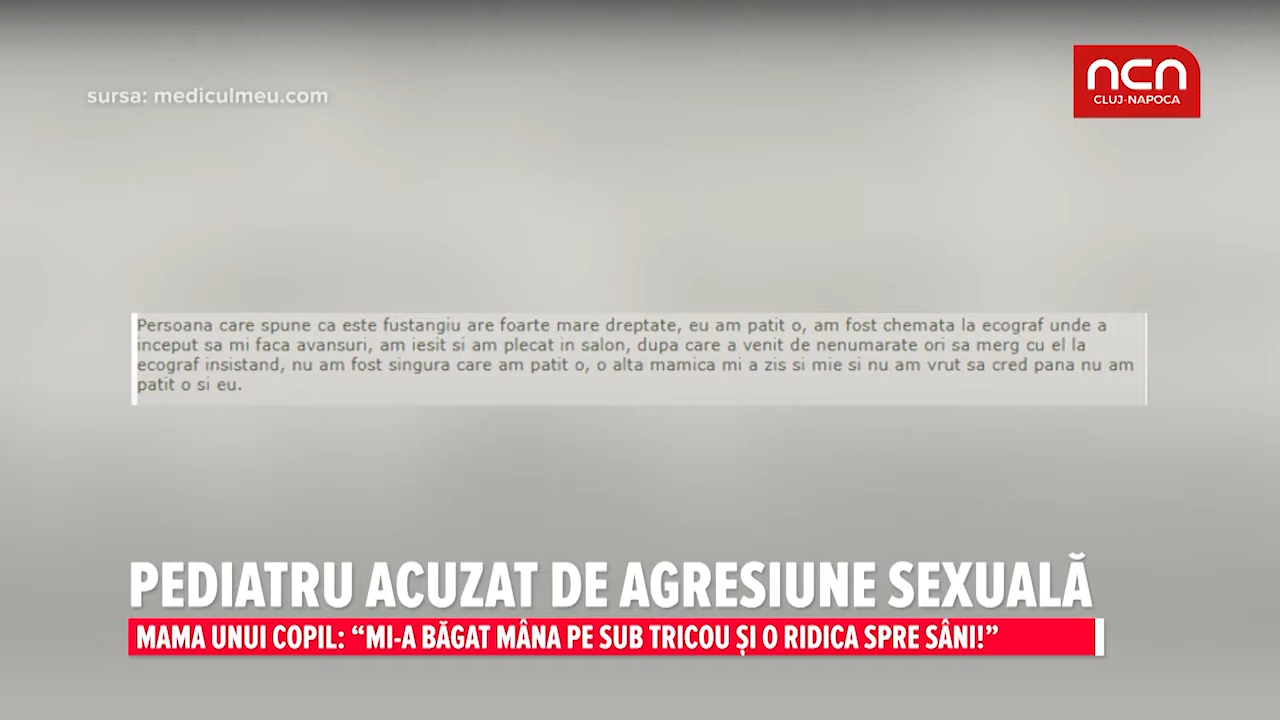 sursa: mediculmeu.com
ncn
CLUJ-NAPOCA
Persoana care spune ca este fustangiu are foarte mare dreptate, eu am patit o, am fost chemata la ecograf unde a
inceput sa mi faca avansuri, am iesit si am plecat in salon, dupa care a venit de nenumarate ori sa merg cu el la
ecograf insistand, nu am fost singura care am patit o, o alta mamica mi a zis si mie si nu am vrut sa cred pana nu am
patit o si eu.
PEDIATRU ACUZAT DE AGRESIUNE SEXUALĂ
MAMA UNUI COPIL: “MI-A BĂGAT MÂNA PE SUB TRICOU ȘI O RIDICA SPRE SÂNI!”